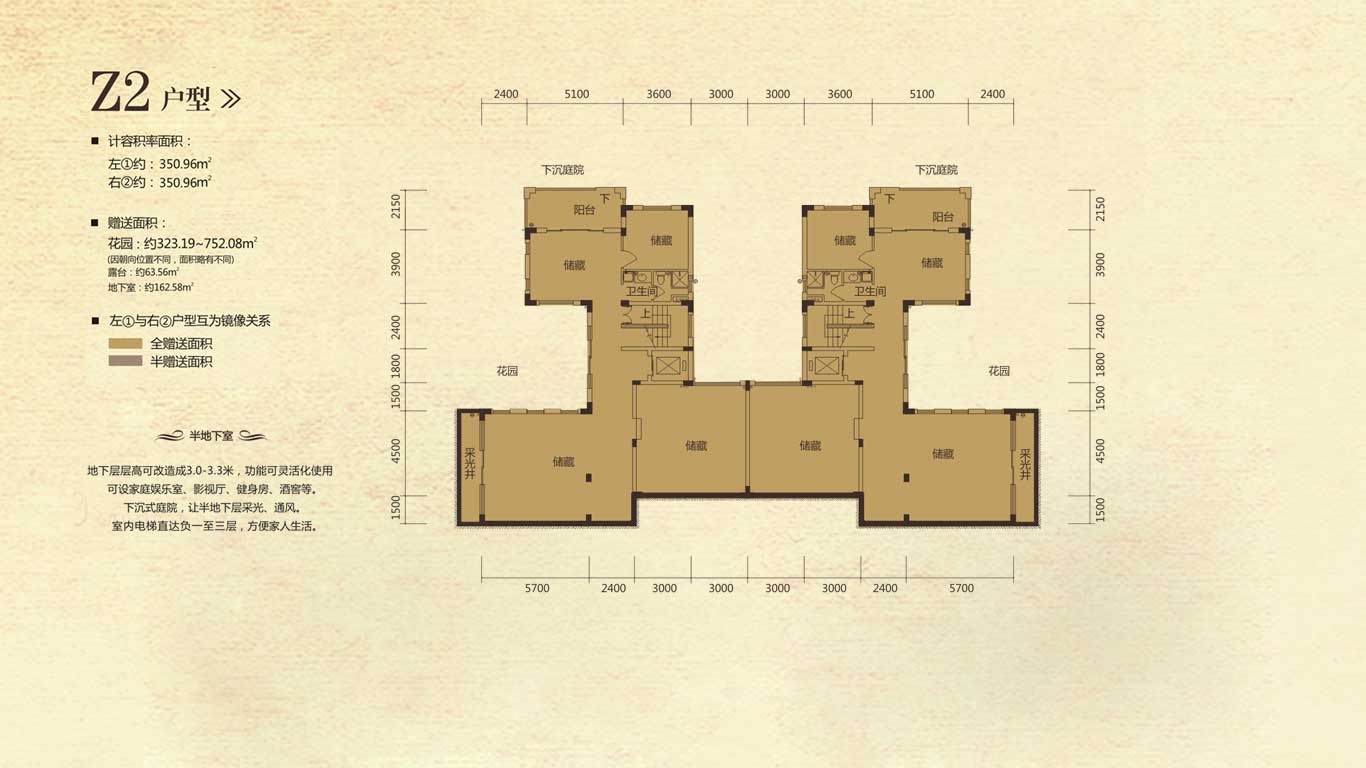 Z2 户型
■ 计容积率面积：
左①约：350.96m²
右②约：350.96m²
■ 赠送面积：
花园：约323.19~752.08m²
(因朝向位置不同，面积略有不同)
露台：约63.56m²
地下室：约162.58m²
■ 左①与右②户型互为镜像关系
全赠送面积
半赠送面积
半地下室
地下层层高可改造成3.0-3.3米，功能可灵活化使用
可设家庭娱乐室、影视厅、健身房、酒窖等。
下沉式庭院，让半地下层采光、通风。
室内电梯直达负一至三层，方便家人生活。
2400 5100 3600 3000 3000 3600 5100 2400
下沉庭院 下沉庭院
2150 3900 2400 1800 1500 4500 1500
下 下
阳台 阳台
储藏 储藏
储藏 储藏
卫生间 卫生间
上 上
花园 花园
储藏 储藏
采光井 储藏 储藏 采光井
2150 3900 2400 1800 1500 4500 1500
5700 2400 3000 3000 3000 3000 2400 5700